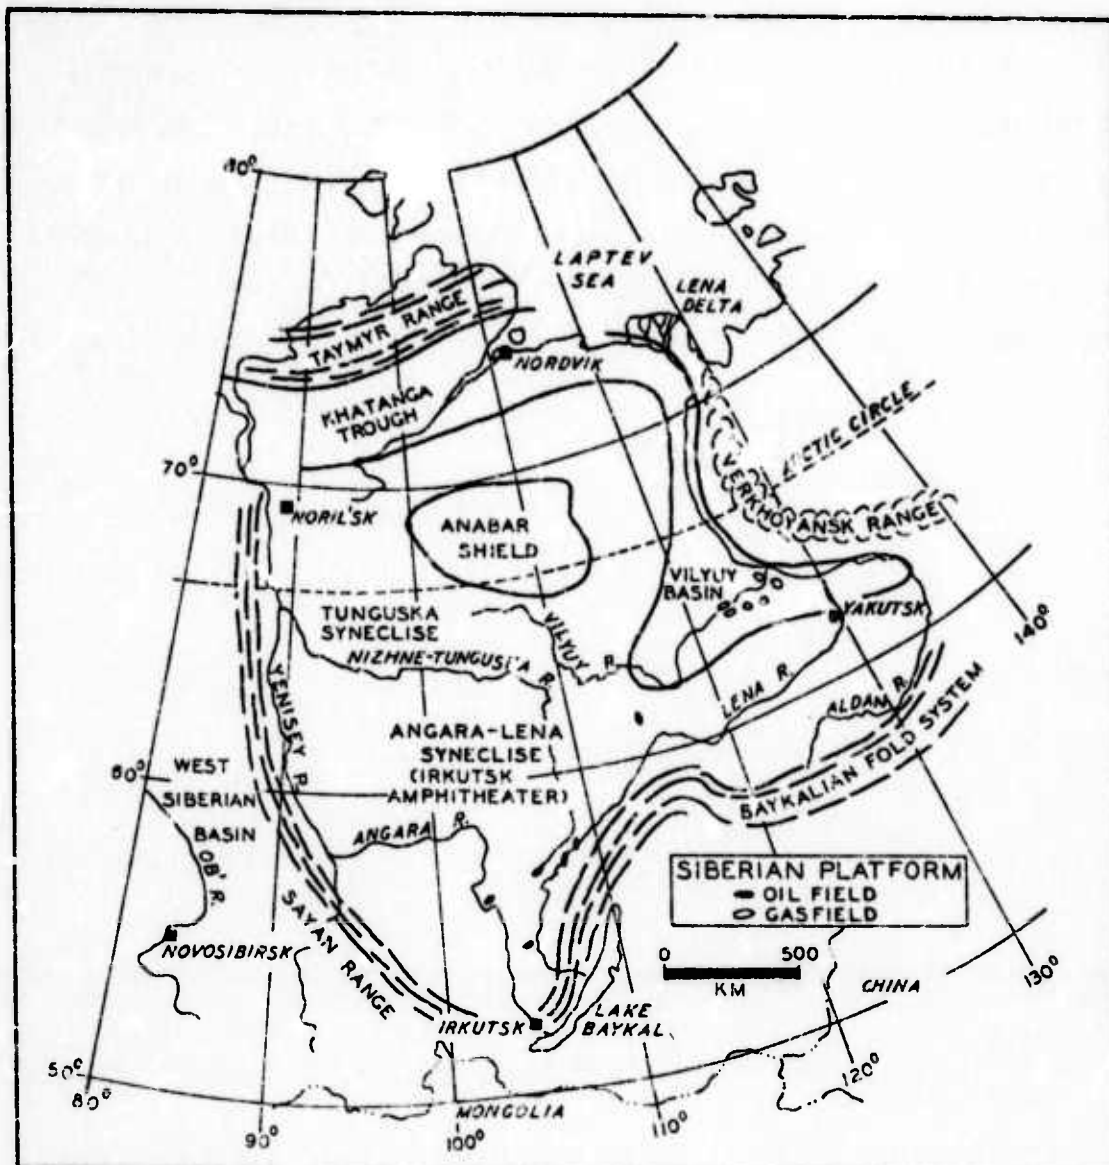 80°
LAPTEV
SEA
LENA
DELTA
TAYMYR RANGE
NORDVIK
KHATANGA
TROUGH
ARCTIC CIRCLE
70°
VERKHOYANSK RANGE
NORIL'SK
ANABAR
SHIELD
VILYUY
BASIN
YAKUTSK
TUNGUSKA
SYNECLISE
VILYUY R.
140°
NIZHNE-TUNGUSKA
R.
LENA R.
ALDAN R.
YENISEY R.
ANGARA-LENA
SYNECLISE
(IRKUTSK
AMPHITHEATER)
BAYKALIAN FOLD SYSTEM
60°
WEST
SIBERIAN
BASIN
ANGARA R.
OB' R.
SIBERIAN PLATFORM
OIL FIELD
GASFIELD
SAYAN RANGE
NOVOSIBIRSK
0 500
KM
CHINA
130°
IRKUTSK
LAKE
BAYKAL
50°
80°
MONGOLIA
120°
90°
100°
110°